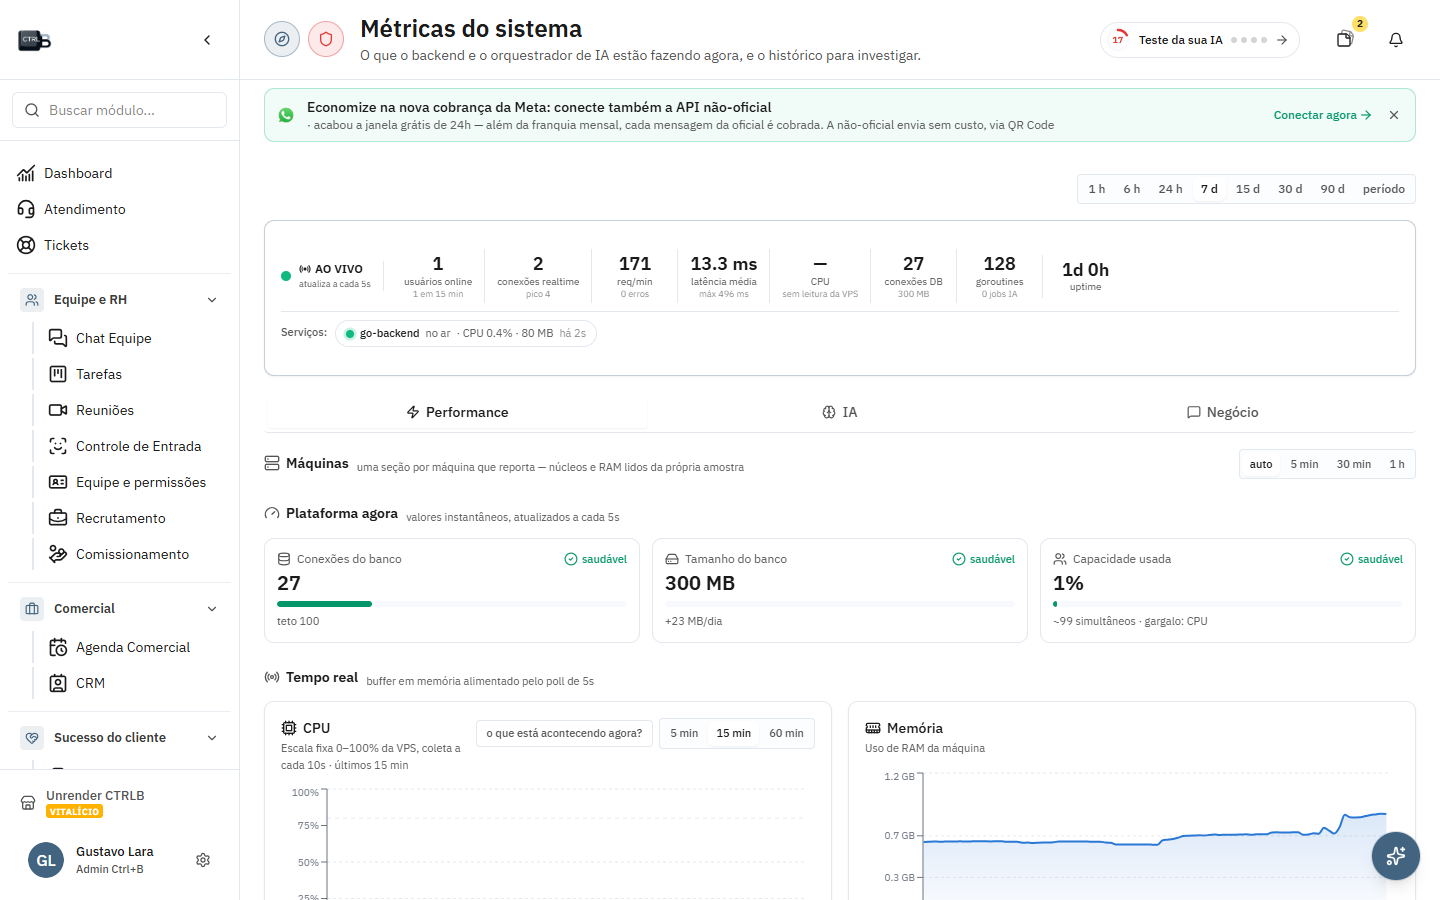 CTRL B
Métricas do sistema
O que o backend e o orquestrador de IA estão fazendo agora, e o histórico para investigar.
17
Teste da sua IA
2
Buscar módulo...
Economize na nova cobrança da Meta: conecte também a API não-oficial
· acabou a janela grátis de 24h — além da franquia mensal, cada mensagem da oficial é cobrada. A não-oficial envia sem custo, via QR Code
Conectar agora →
Dashboard
Atendimento
Tickets
Equipe e RH
Chat Equipe
Tarefas
Reuniões
Controle de Entrada
Equipe e permissões
Recrutamento
Comissionamento
Comercial
Agenda Comercial
CRM
Sucesso do cliente
Unrender CTRLB
VITALÍCIO
GL
Gustavo Lara
Admin Ctrl+B
1 h 6 h 24 h 7 d 15 d 30 d 90 d período
AO VIVO
atualiza a cada 5s
1
usuários online
1 em 15 min
2
conexões realtime
pico 4
171
req/min
0 erros
13.3 ms
latência média
máx 496 ms
—
CPU
sem leitura da VPS
27
conexões DB
300 MB
128
goroutines
0 jobs IA
1d 0h
uptime
Serviços:
go-backend no ar · CPU 0.4% · 80 MB há 2s
Performance
IA
Negócio
Máquinas uma seção por máquina que reporta — núcleos e RAM lidos da própria amostra
auto 5 min 30 min 1 h
Plataforma agora valores instantâneos, atualizados a cada 5s
Conexões do banco
saudável
27
teto 100
Tamanho do banco
saudável
300 MB
+23 MB/dia
Capacidade usada
saudável
1%
~99 simultâneos · gargalo: CPU
Tempo real buffer em memória alimentado pelo poll de 5s
CPU
Escala fixa 0–100% da VPS, coleta a
cada 10s · últimos 15 min
o que está acontecendo agora?
5 min 15 min 60 min
100%
75%
50%
25%
Memória
Uso de RAM da máquina
1.2 GB
0.7 GB
0.3 GB